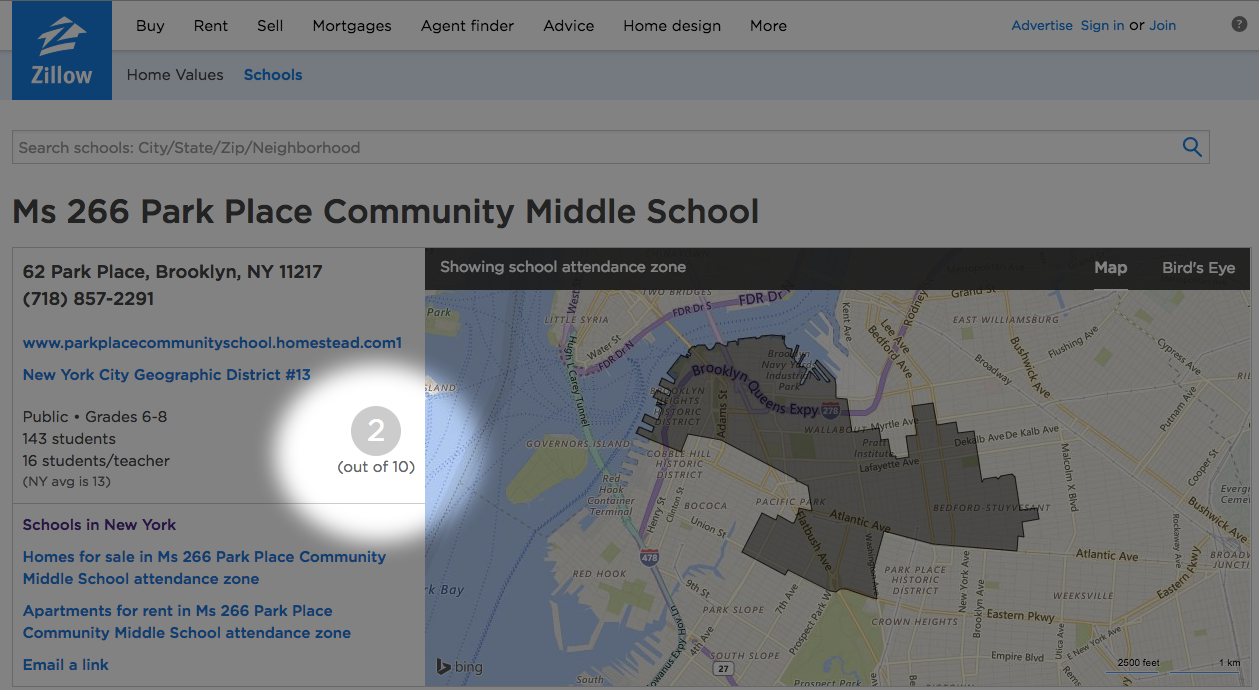 Zillow
Buy Rent Sell Mortgages Agent finder Advice Home design More
Advertise Sign in or Join
?
Home Values Schools
Search schools: City/State/Zip/Neighborhood
Ms 266 Park Place Community Middle School
62 Park Place, Brooklyn, NY 11217
(718) 857-2291
www.parkplacecommunityschool.homestead.com1
New York City Geographic District #13
Public • Grades 6-8
143 students
16 students/teacher
(NY avg is 13)
2
(out of 10)
Schools in New York
Homes for sale in Ms 266 Park Place Community
Middle School attendance zone
Apartments for rent in Ms 266 Park Place
Community Middle School attendance zone
Email a link
Showing school attendance zone
Map Bird's Eye
TWO BRIDGES
FDR Dr S
FDR Dr
Grand St
Rodney
Park
LITTLE SYRIA
West
Water St
FDR Dr N
Hugh L Carey Tunnel
Kent Ave
Lee Ave
Bedford Ave
EAST WILLIAMSBURG
Bushwick Ave
Flushing Ave
Cypress Ave
Broadway
Putnam Ave
Brooklyn
Navy Yard
Industrial
Park
Brooklyn Queens Expy
278
ISLAND
BROOKLYN
HEIGHTS
HISTORIC
DISTRICT
Adams St
WALLABOUT
Myrtle Ave
Pratt
Institute
Lafayette Ave
Dekalb Ave
De Kalb Ave
GOVERNORS ISLAND
COBBLE HILL
HISTORIC
DISTRICT
Malcolm X Blvd
Cooper St
Red
Hook
Container
Terminal
Henry St
Clinton St
BOCOCA
Union St
PACIFIC PARK
Atlantic Ave
Flatbush Ave
Washington Ave
BEDFORD-STUYVESANT
Bushwick Ave
Rockaway Ave
478
Atlantic Ave
Eastern Pkwy
RED HOOK
9th St
7th Ave
PARK PLACE
HISTORIC
DISTRICT
New York Ave
Brooklyn Ave
WEEKSVILLE
rk Bay
PARK SLOPE
Prospect Park W
CROWN HEIGHTS
Eastern Pkwy
4th Ave
SOUTH SLOPE
Utica Ave
E New York Ave
Empire Blvd
27
bing
South
Prospect Park
2500 feet 1 km